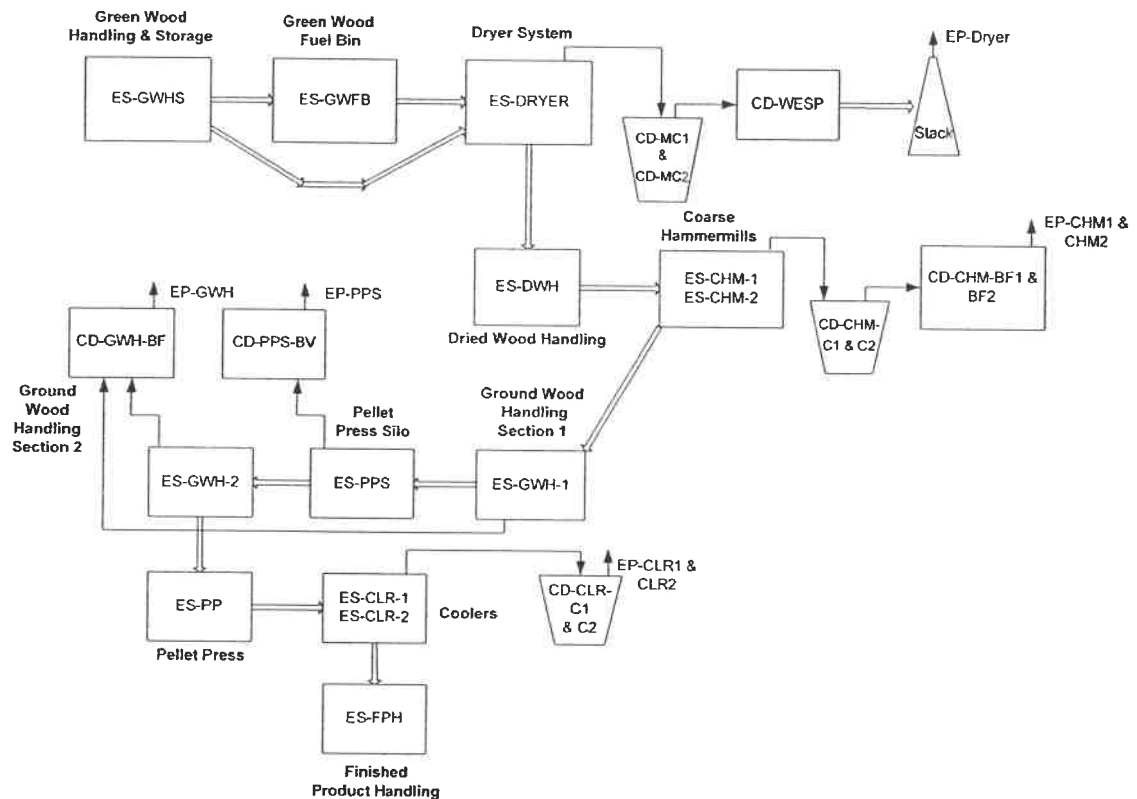 Green Wood
Handling & Storage
Green Wood
Fuel Bin
Dryer System
EP-Dryer
ES-GWHS
ES-GWFB
ES-DRYER
CD-WESP
CD-MC1
&
CD-MC2
Stack
Coarse
Hammermills
EP-CHM1 &
CHM2
ES-DWH
ES-CHM-1
ES-CHM-2
CD-CHM-BF1 &
BF2
CD-CHM-
C1 & C2
Dried Wood Handling
EP-GWH
EP-PPS
CD-GWH-BF
CD-PPS-BV
Ground
Wood
Handling
Section 2
Pellet
Press Silo
Ground Wood
Handling
Section 1
ES-GWH-2
ES-PPS
ES-GWH-1
ES-PP
Pellet Press
ES-CLR-1
ES-CLR-2
Coolers
CD-CLR-
C1
& C2
EP-CLR1 &
CLR2
ES-FPH
Finished
Product Handling